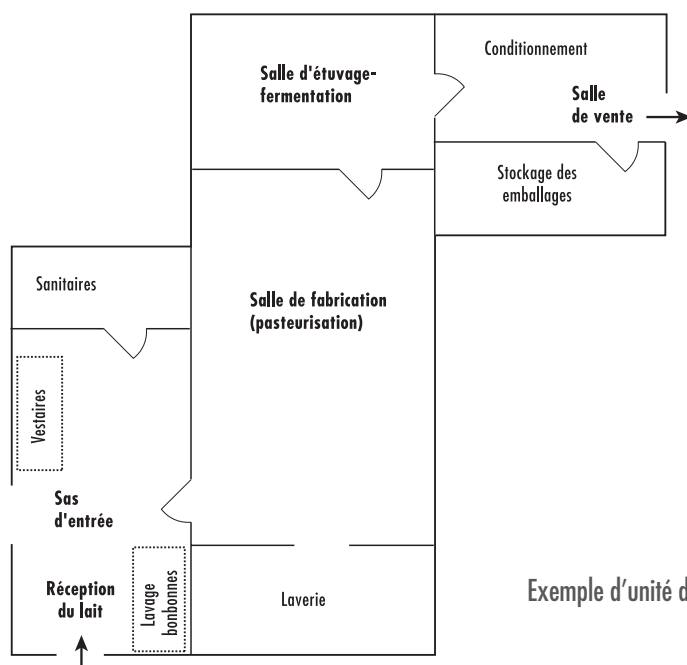 Conditionnement
Salle d'étuvage-
fermentation
Salle
de vente
Stockage des
emballages
Sanitaires
Salle de fabrication
(pasteurisation)
Vestaires
Sas
d'entrée
Réception
du lait
Lavage
bonbonnes
Laverie
Exemple d'unité d